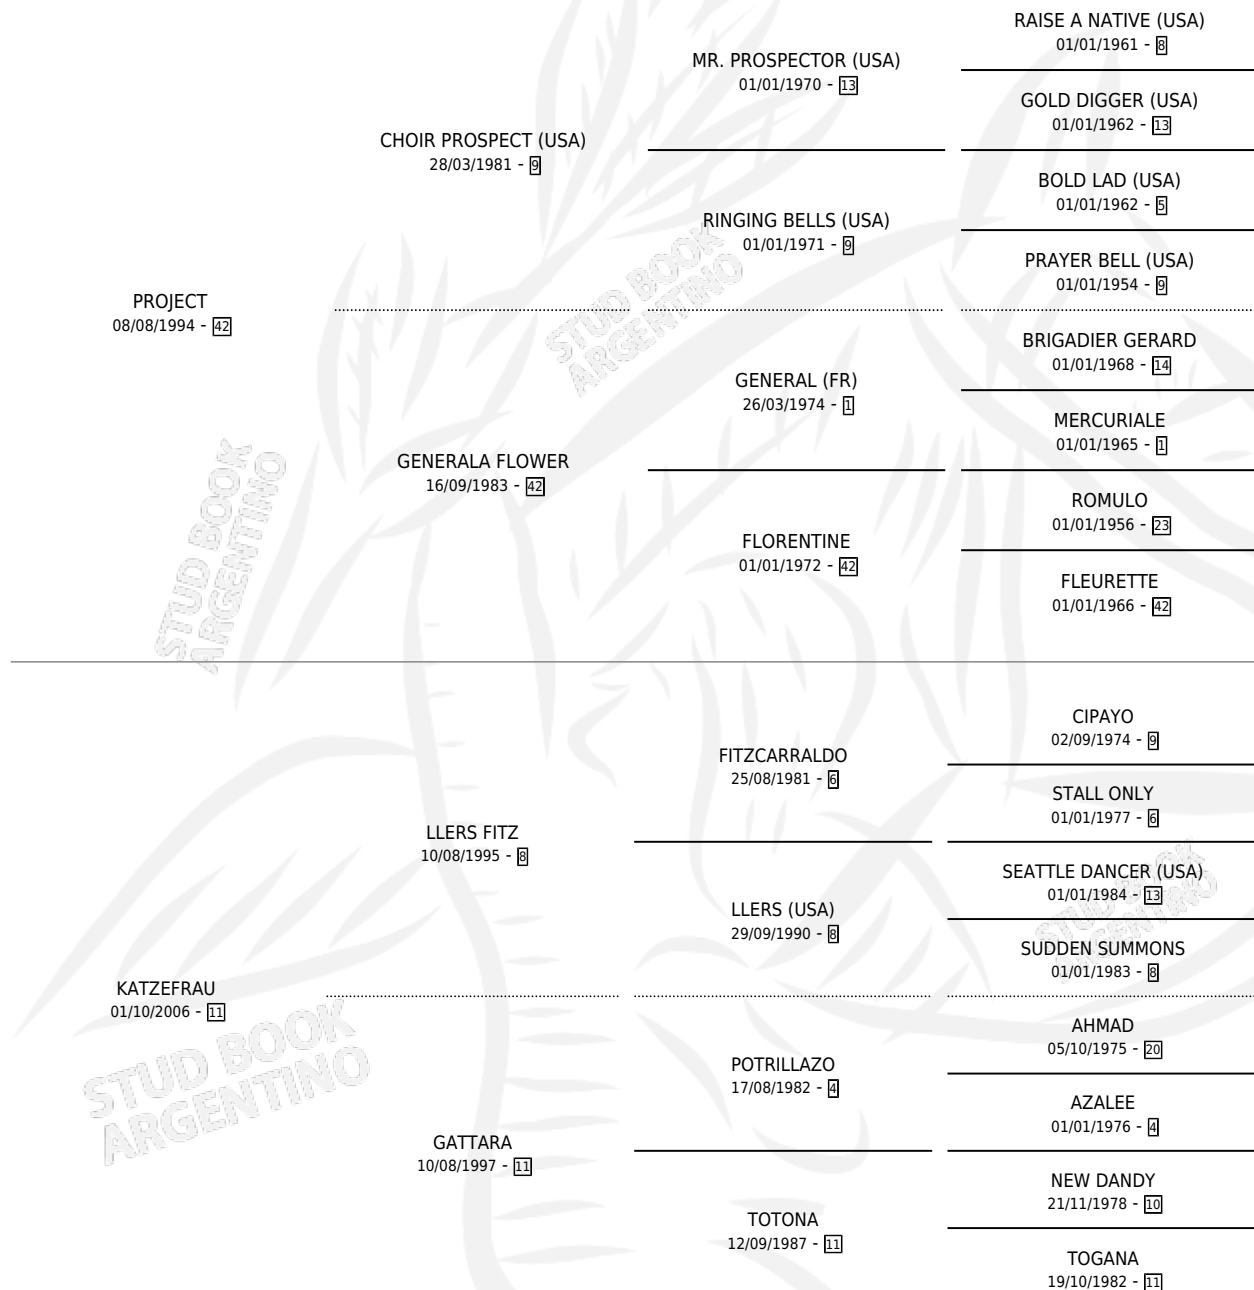 RAISE A NATIVE (USA)
01/01/1961 - 8
MR. PROSPECTOR (USA)
01/01/1970 - 13
GOLD DIGGER (USA)
01/01/1962 - 13
CHOIR PROSPECT (USA)
28/03/1981 - 9
BOLD LAD (USA)
01/01/1962 - 5
RINGING BELLS (USA)
01/01/1971 - 9
PRAYER BELL (USA)
01/01/1954 - 9
PROJECT
08/08/1994 - 42
BRIGADIER GERARD
01/01/1968 - 14
GENERAL (FR)
26/03/1974 - 1
MERCURIALE
01/01/1965 - 1
GENERALA FLOWER
16/09/1983 - 42
ROMULO
01/01/1956 - 23
FLORENTINE
01/01/1972 - 42
FLEURETTE
01/01/1966 - 42
CIPAYO
02/09/1974 - 9
FITZCARRALDO
25/08/1981 - 6
STALL ONLY
01/01/1977 - 6
LLERS FITZ
10/08/1995 - 8
SEATTLE DANCER (USA)
01/01/1984 - 13
LLERS (USA)
29/09/1990 - 8
SUDDEN SUMMONS
01/01/1983 - 8
KATZEFRAU
01/10/2006 - 11
AHMAD
05/10/1975 - 20
POTRILLAZO
17/08/1982 - 4
AZALEE
01/01/1976 - 4
GATTARA
10/08/1997 - 11
NEW DANDY
21/11/1978 - 10
TOTONA
12/09/1987 - 11
TOGANA
19/10/1982 - 11
STUD BOOK
ARGENTINO
STUD BOOK
ARGENTINO
STUD BOOK
ARGENTINO
STUD BOOK
ARGENTINO